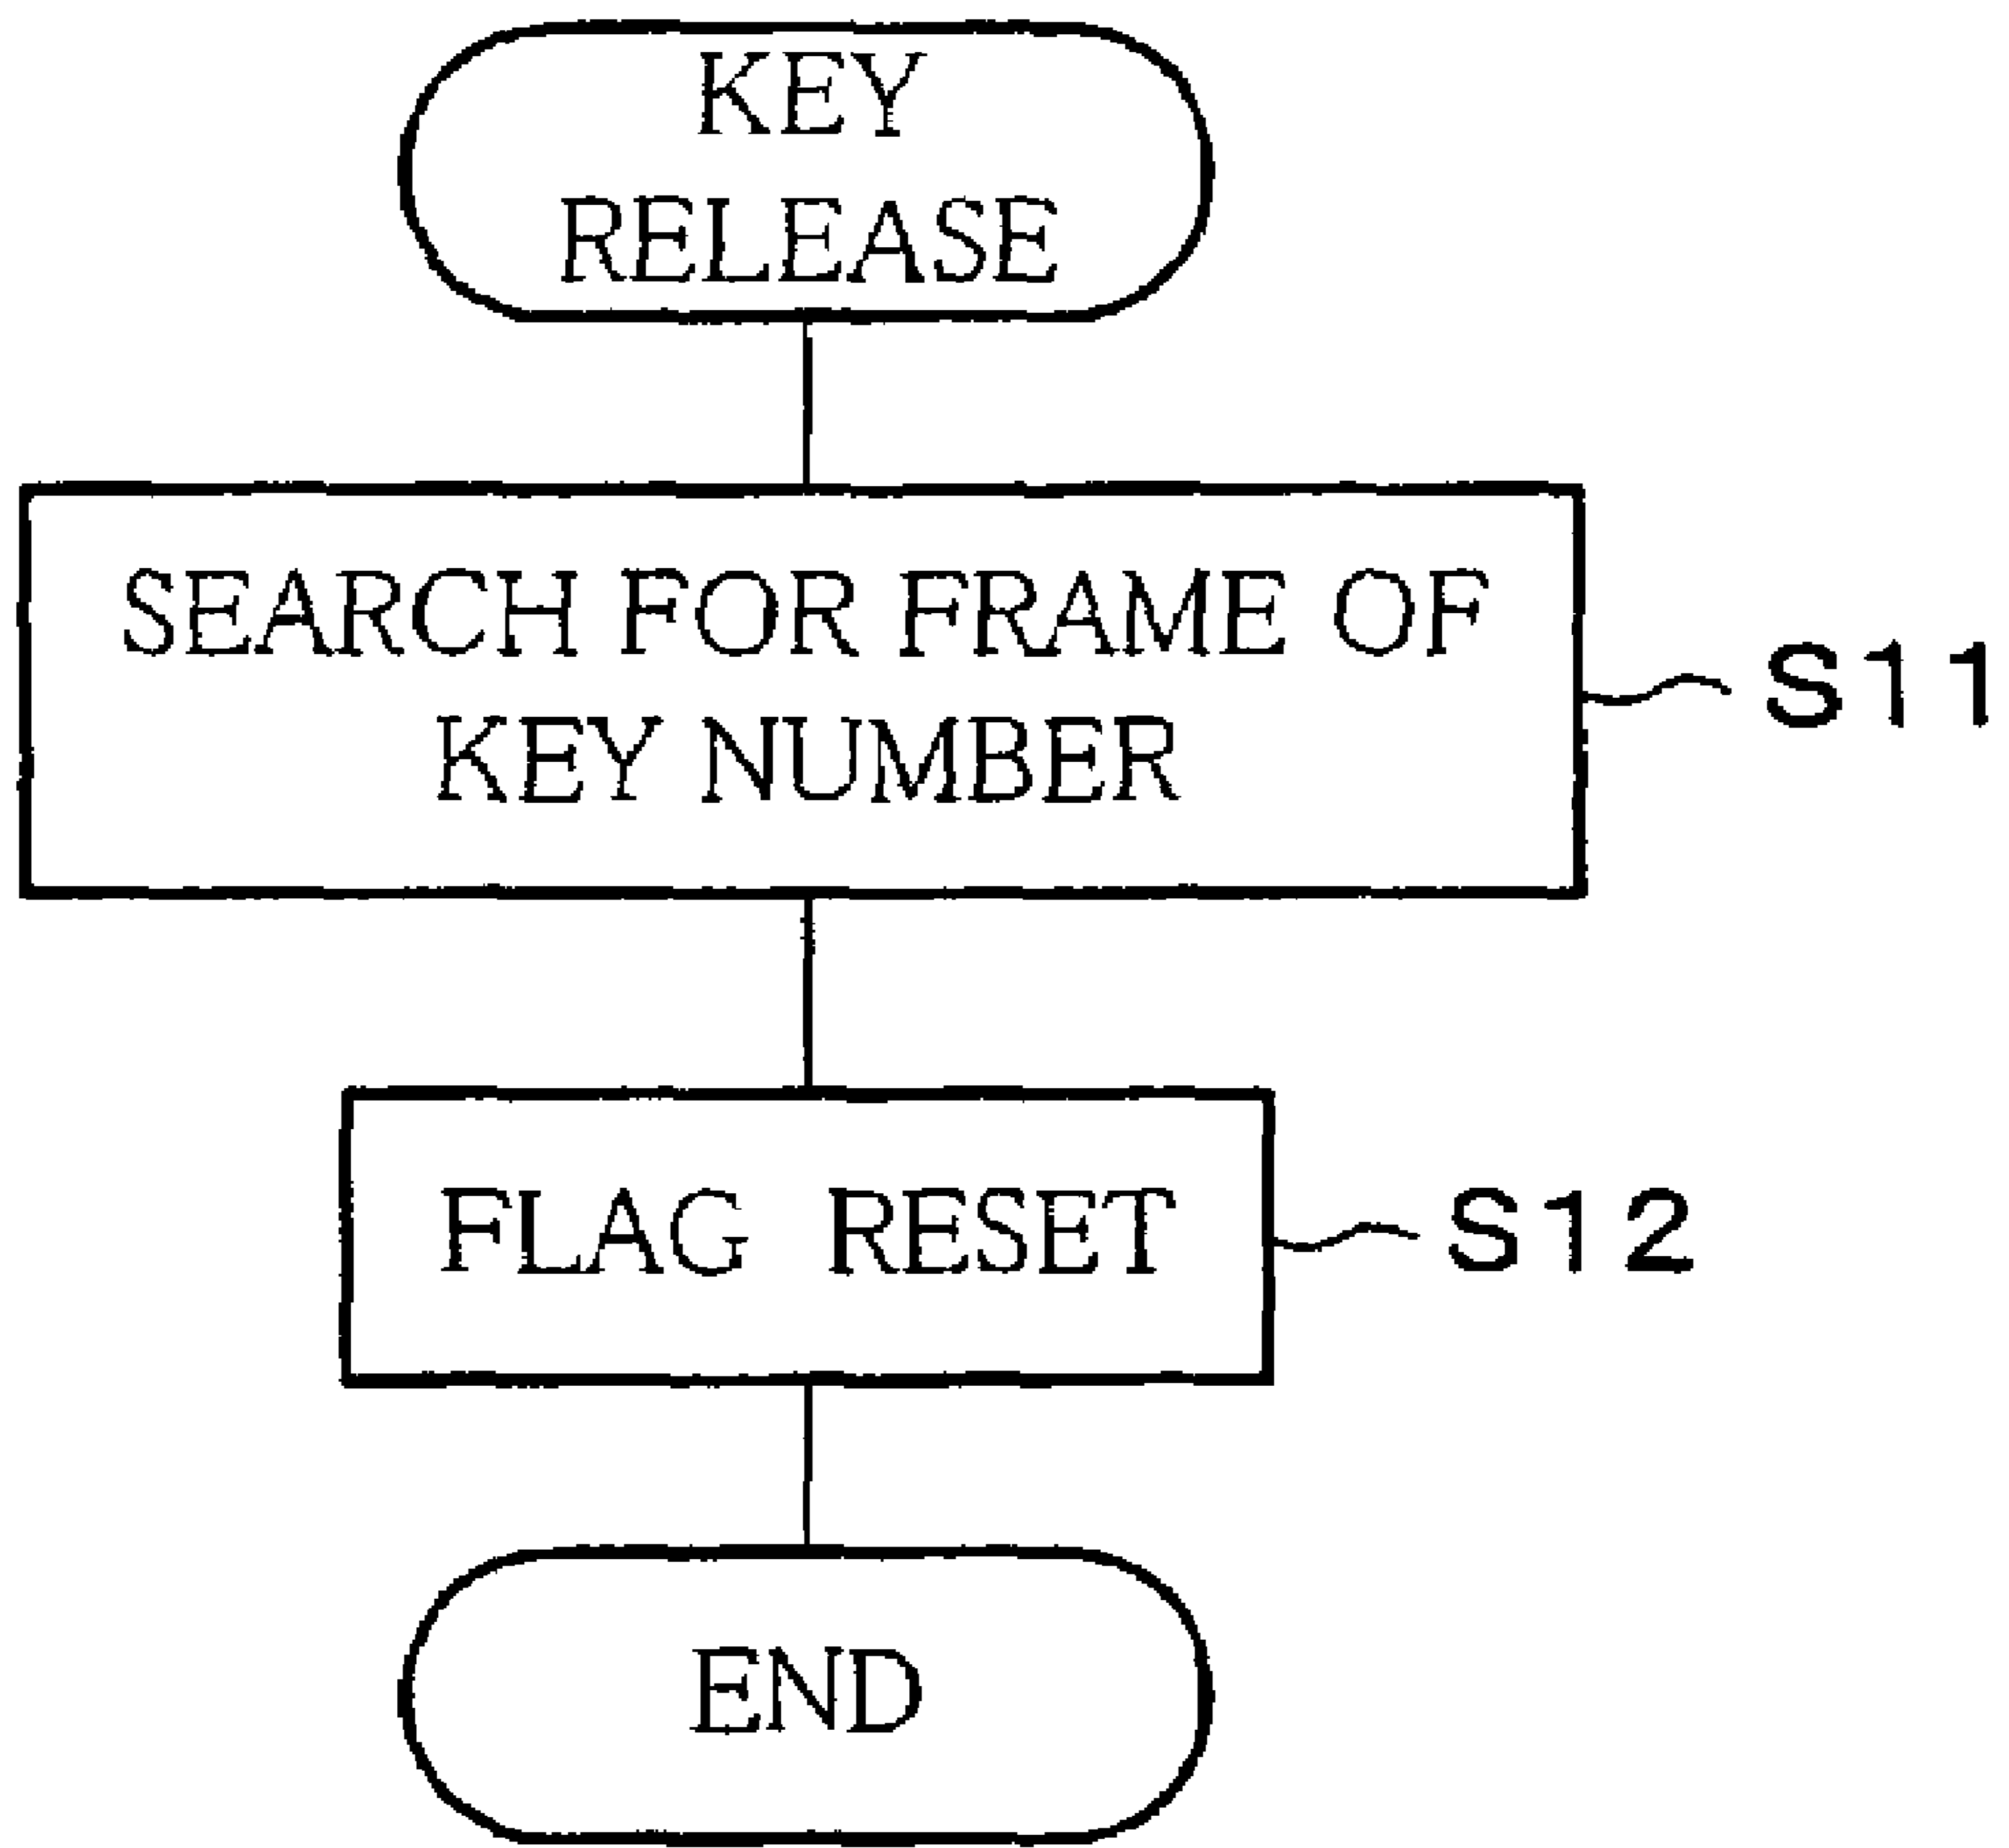 KEY
RELEASE
SEARCH FOR FRAME OF
KEY NUMBER
S11
FLAG RESET
S12
END